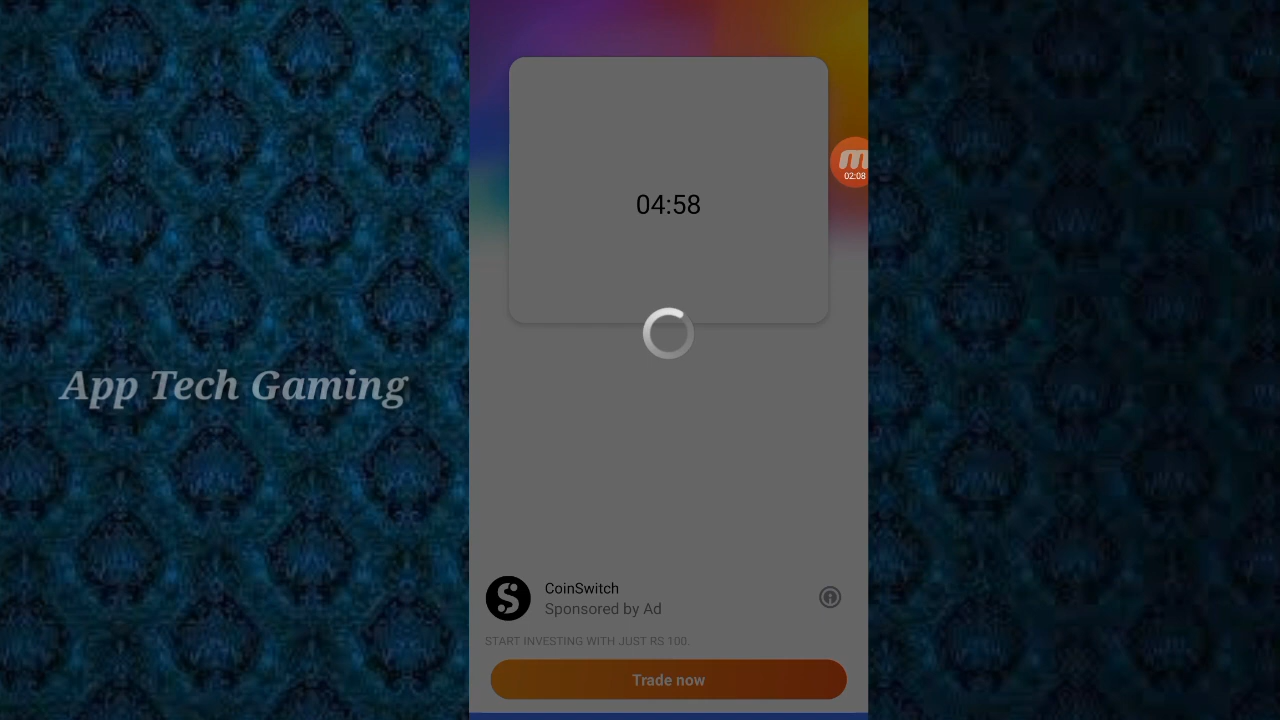 04:58
m
02:08
App Tech Gaming
CoinSwitch
Sponsored by Ad
START INVESTING WITH JUST RS 100.
Trade now